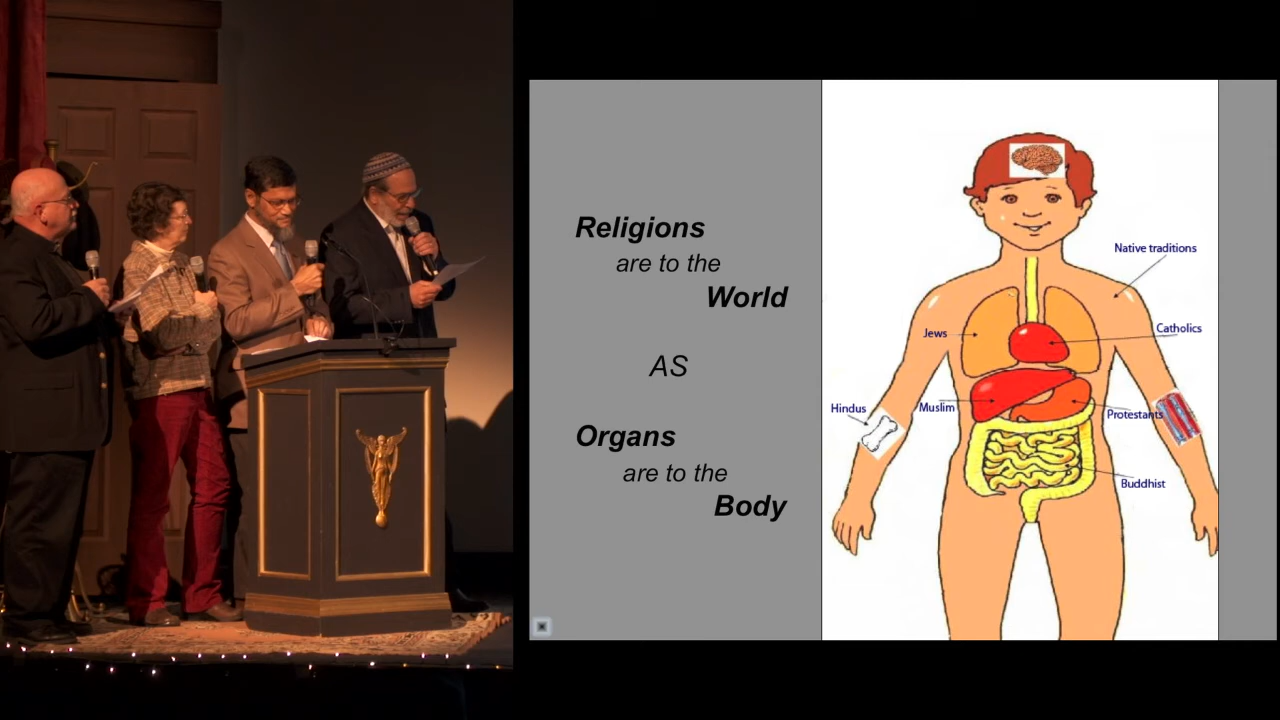 Religions
are to the
World
AS
Organs
are to the
Body
Native traditions
Jews
Catholics
Hindus
Muslim
Protestants
Buddhist